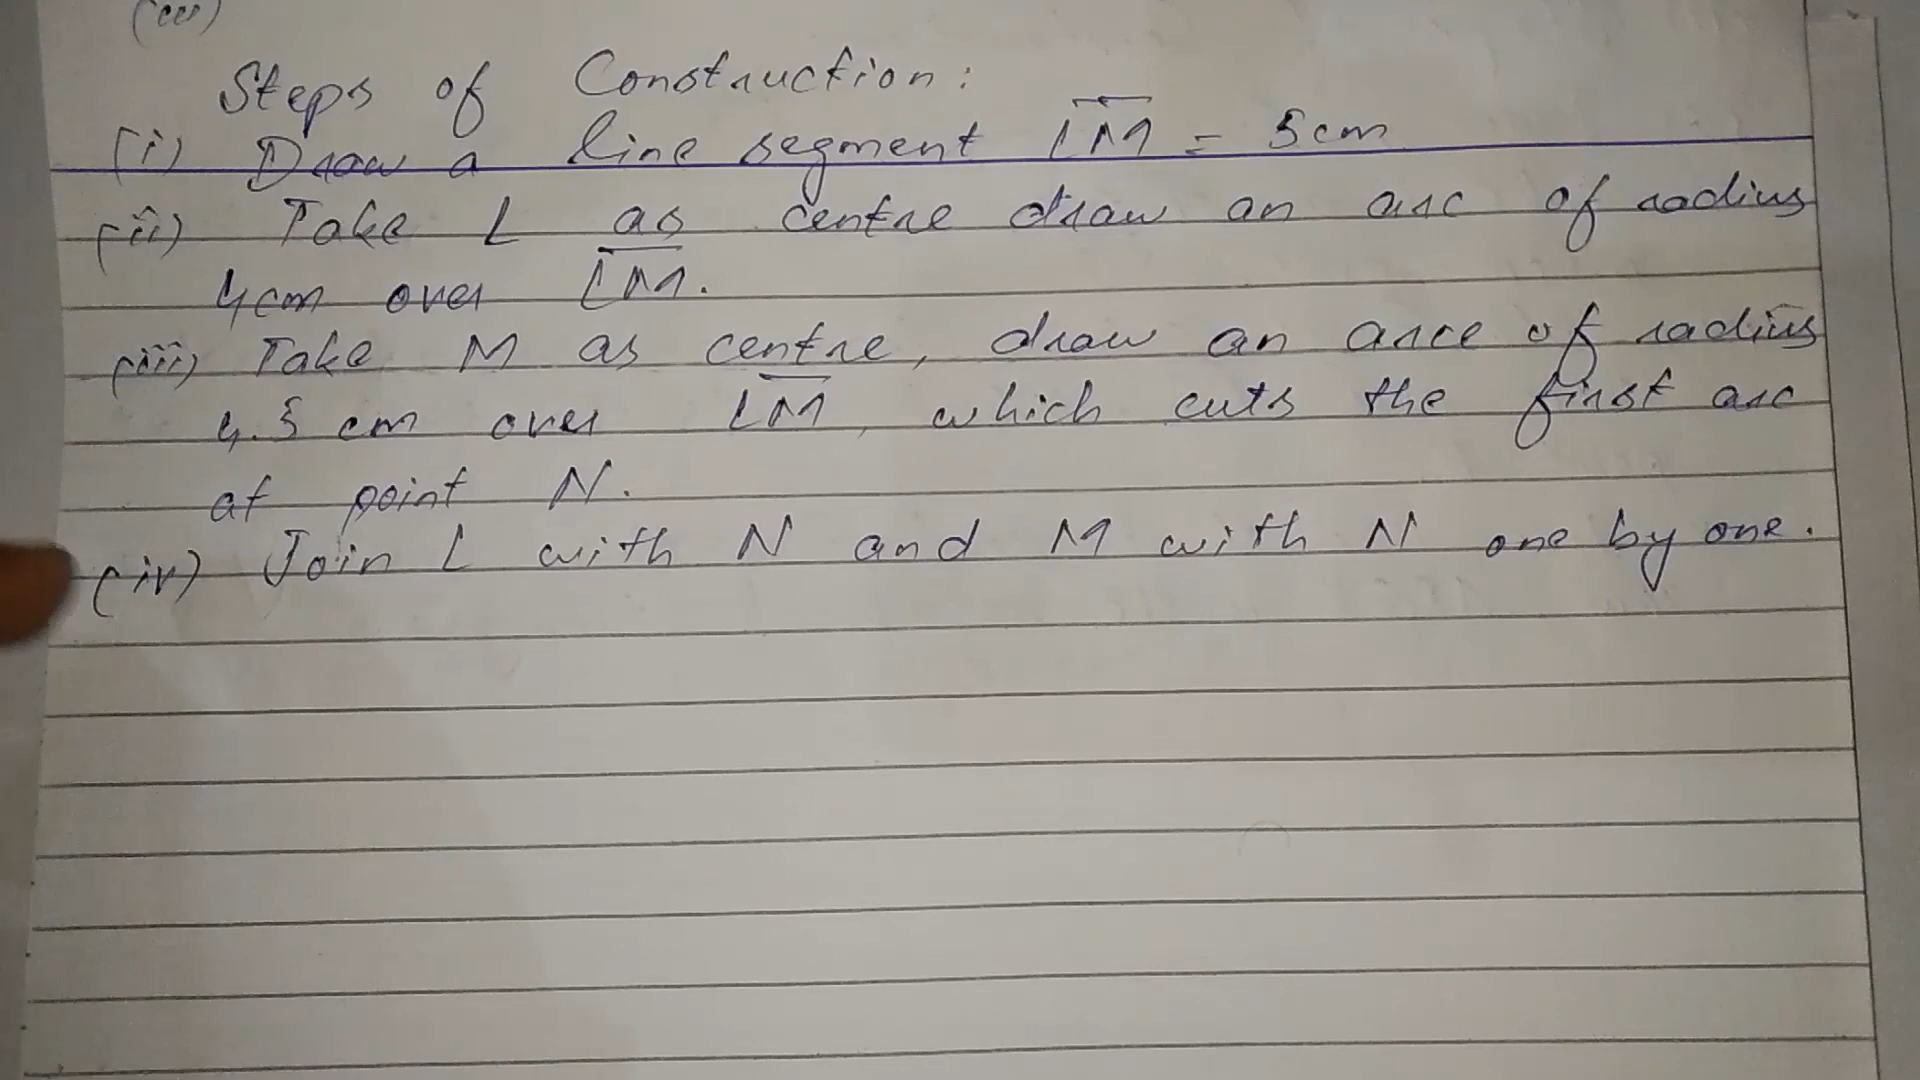 (iii)
Steps of Construction:
(i) Draw a line segment LM = 5cm
(ii) Take L as centre draw an arc of radius
4cm over LM.
(iii) Take M as centre, draw an arce of radius
4.5 cm over LM, which cuts the first arc
at point N.
(iv) Join L with N and M with N one by one.